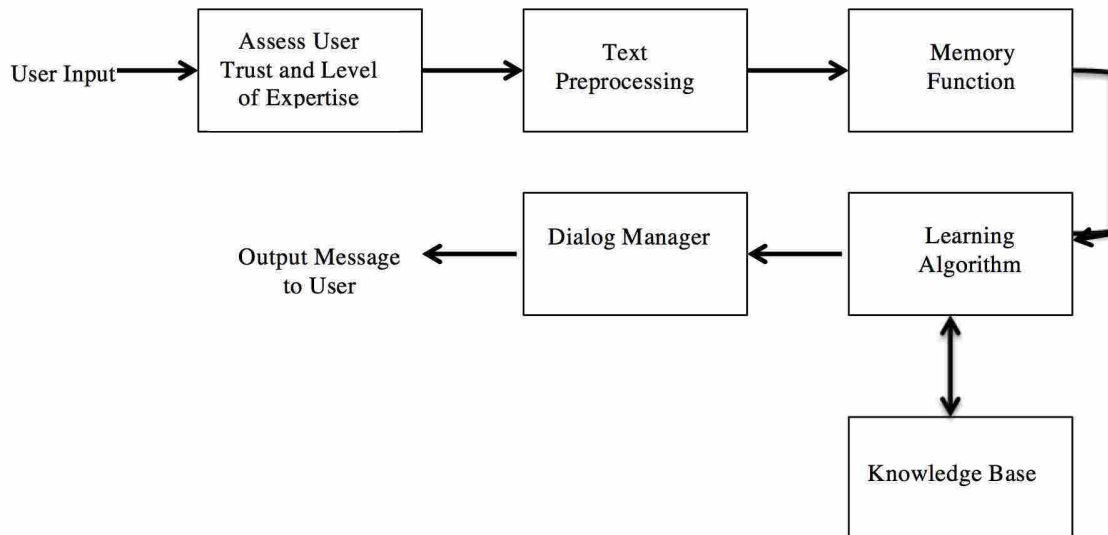 User Input
Assess User
Trust and Level
of Expertise
Text
Preprocessing
Memory
Function
Learning
Algorithm
Dialog Manager
Output Message
to User
Knowledge Base